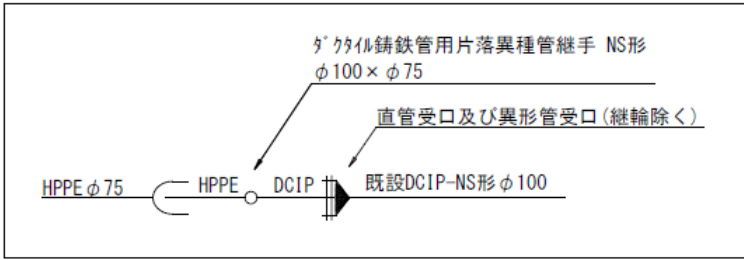 ﾀﾞｸﾀｲﾙ鋳鉄管用片落異種管継手 NS形
φ100×φ75
直管受口及び異形管受口(継輪除く)
HPPEφ75 HPPE DCIP 既設DCIP-NS形φ100